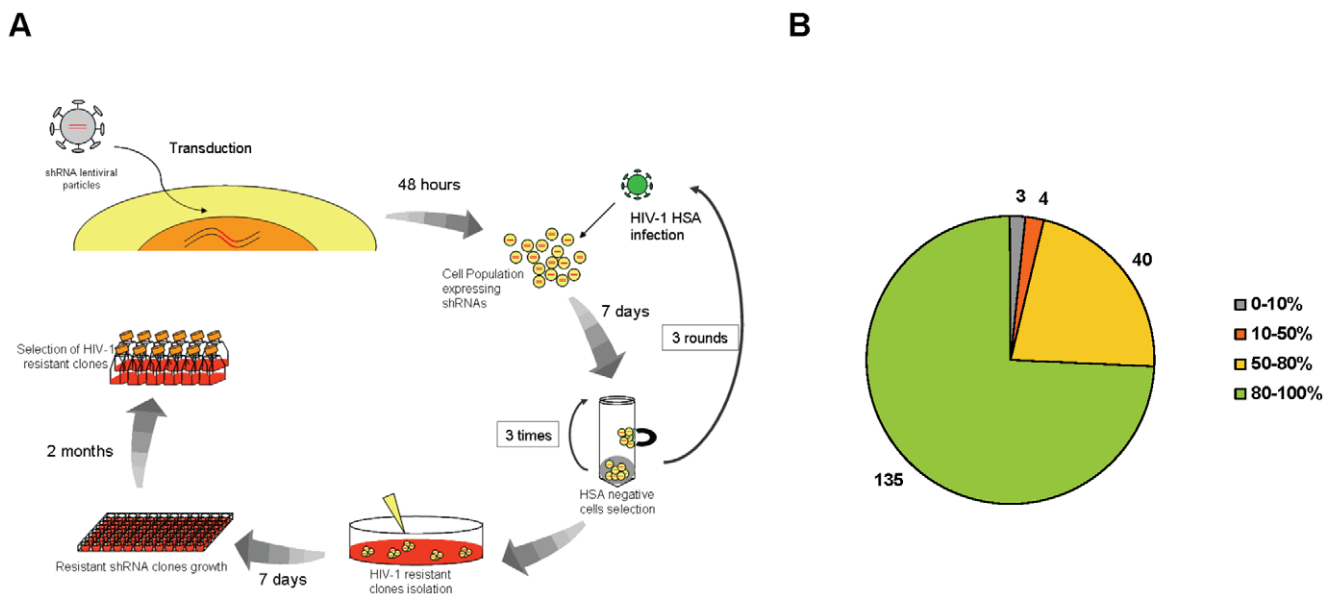 A
B
shRNA lentiviral
particles
Transduction
48 hours
HIV-1 HSA
infection
Cell Population
expressing
shRNAs
7 days
3 rounds
3 times
HSA negative
cells selection
HIV-1 resistant
clones isolation
7 days
Resistant shRNA clones growth
2 months
Selection of HIV-1
resistant clones
3
4
40
135
0-10%
10-50%
50-80%
80-100%